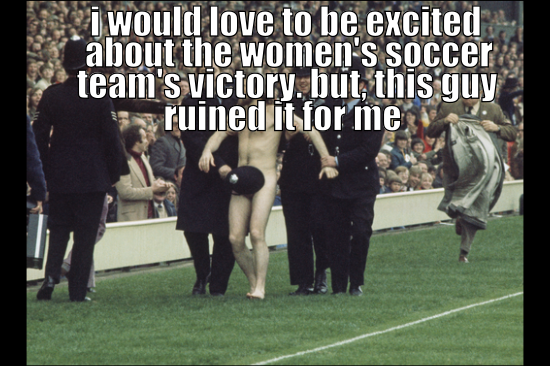 i would love to be excited
about the women's soccer
team's victory. but, this guy
ruined it for me